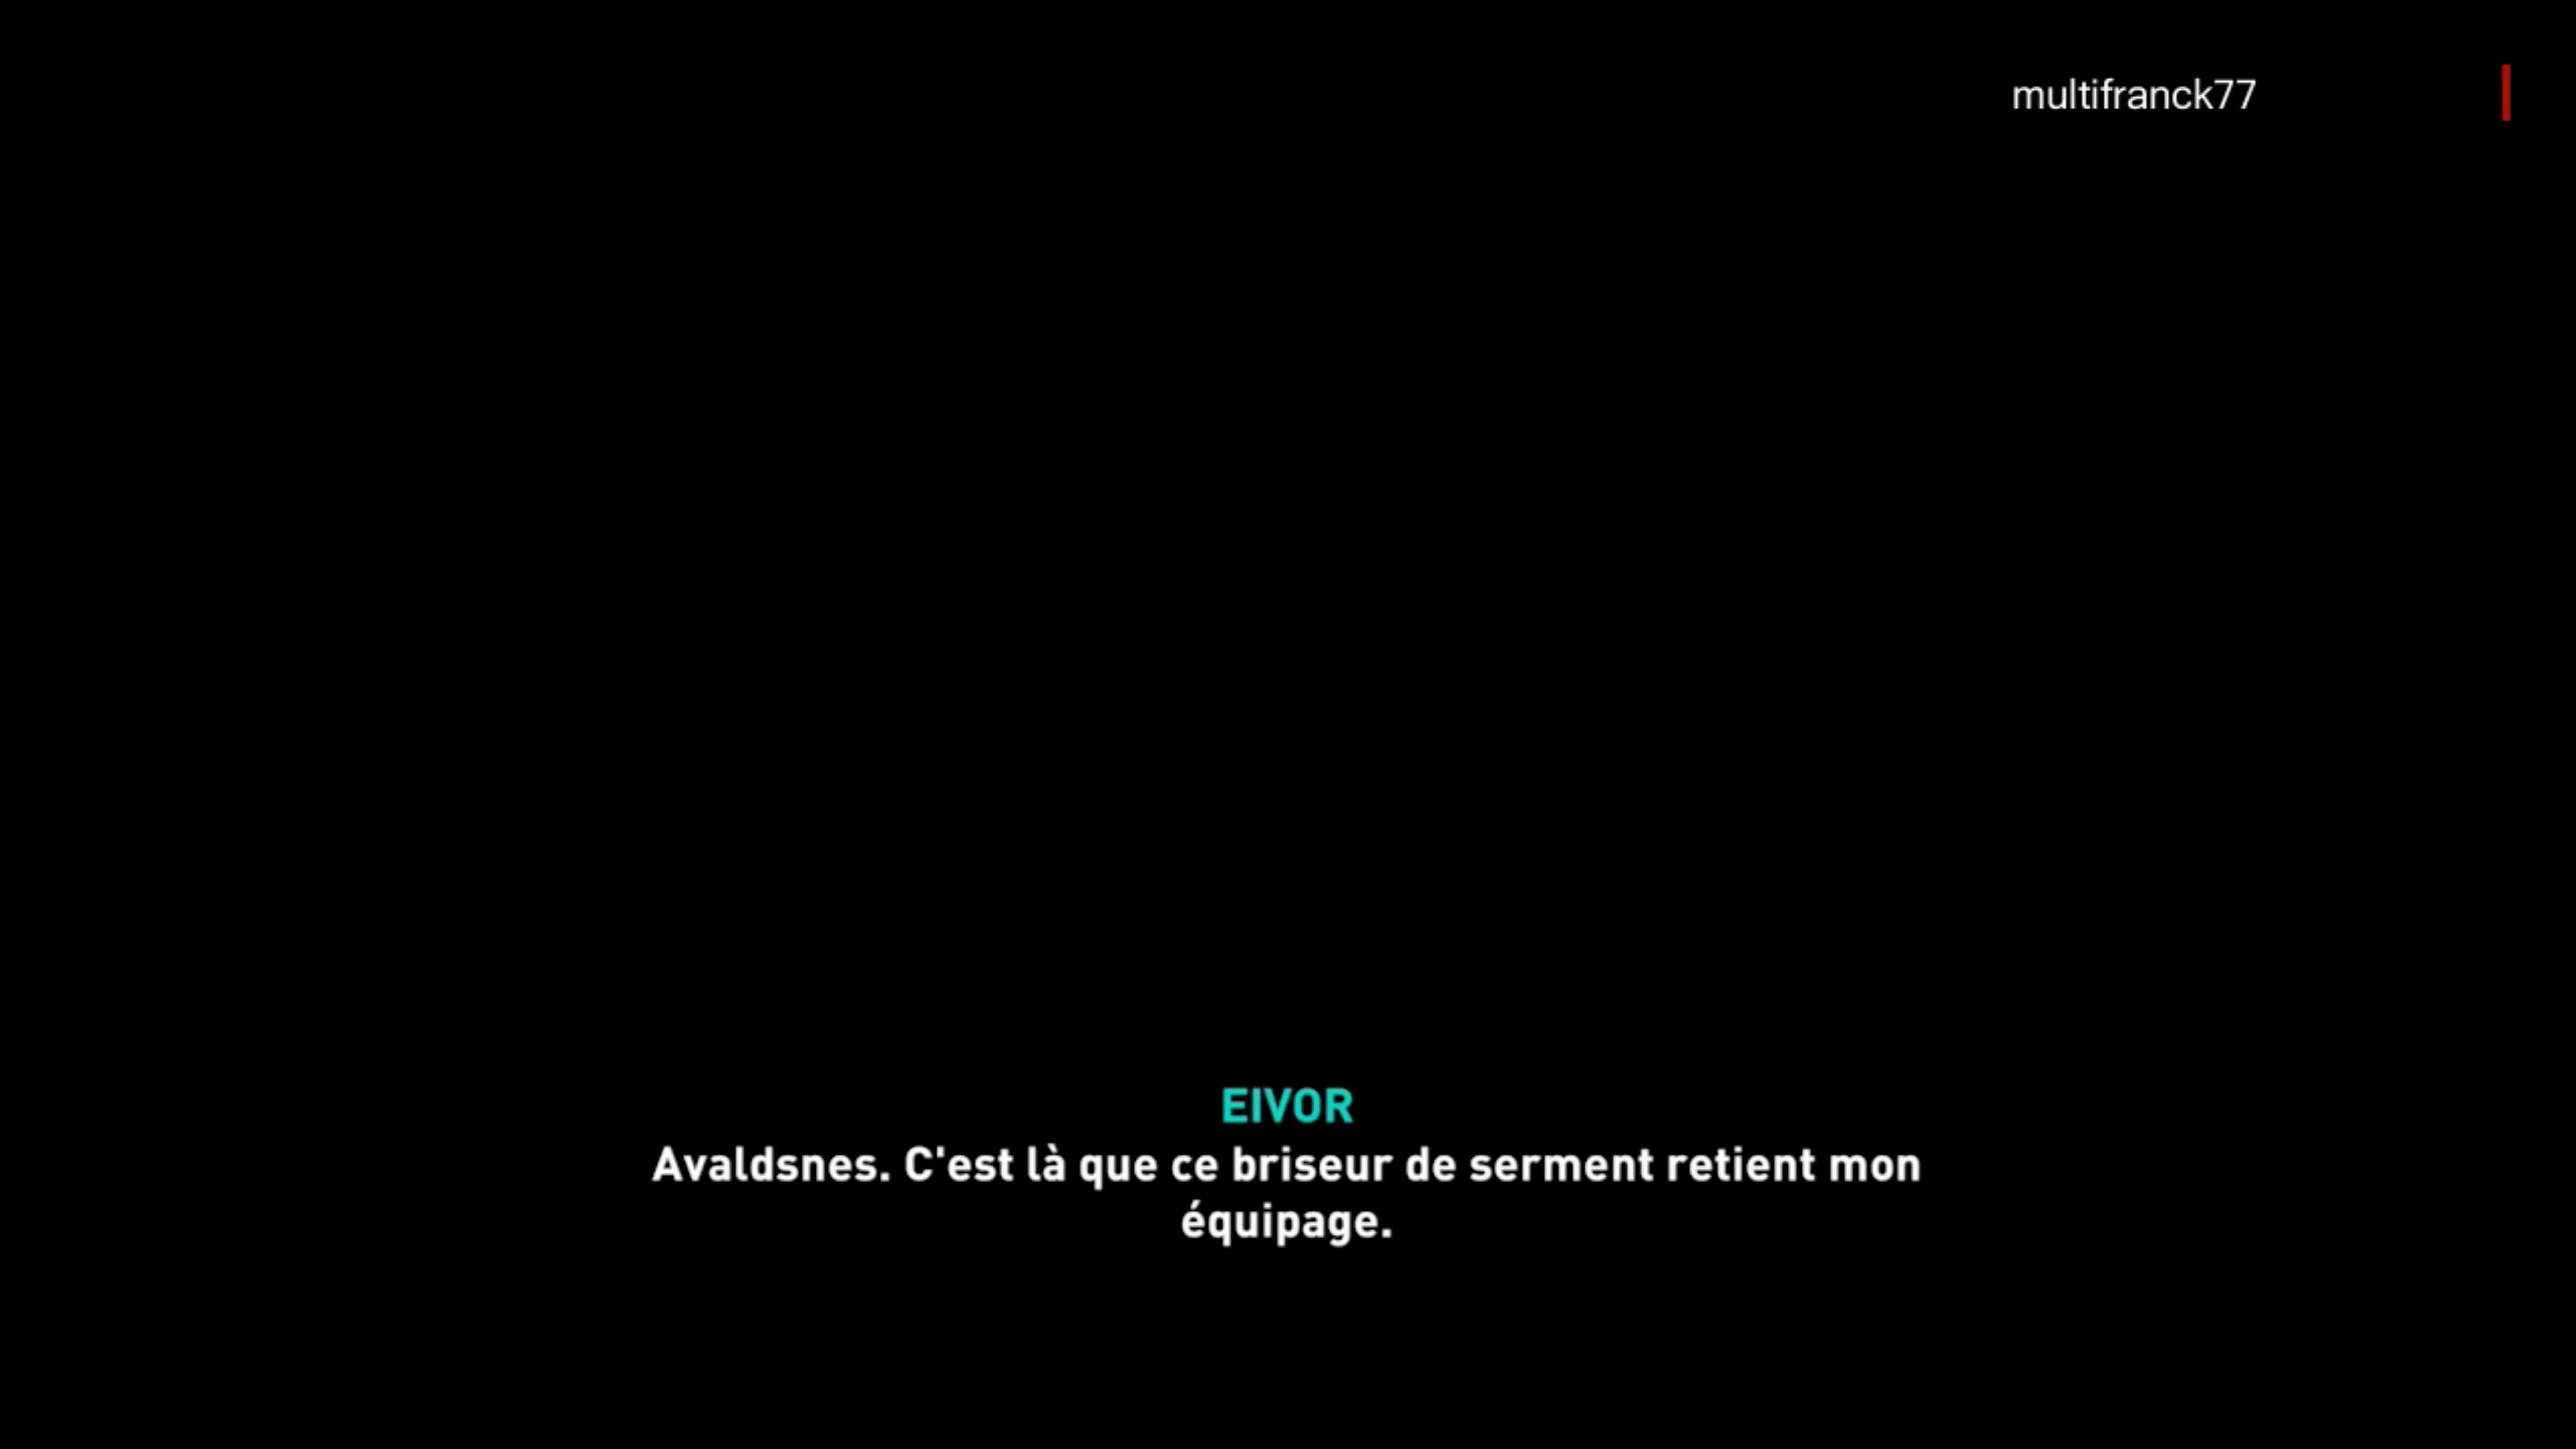 multifranck77
EIVOR
Avaldsnes. C'est là que ce briseur de serment retient mon
équipage.